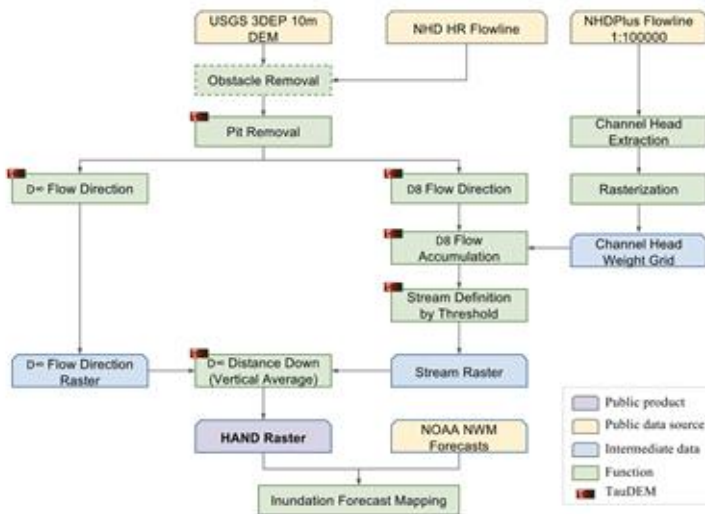 USGS 3DEP 10m
DEM
NHD HR Flowline
NHDPlus Flowline
1:100000
Obstacle Removal
Pit Removal
Channel Head
Extraction
D∞ Flow Direction
D8 Flow Direction
Rasterization
D8 Flow
Accumulation
Channel Head
Weight Grid
Stream Definition
by Threshold
D∞ Flow Direction
Raster
D∞ Distance Down
(Vertical Average)
Stream Raster
HAND Raster
NOAA NWM
Forecasts
Inundation Forecast Mapping
Public product
Public data source
Intermediate data
Function
TauDEM